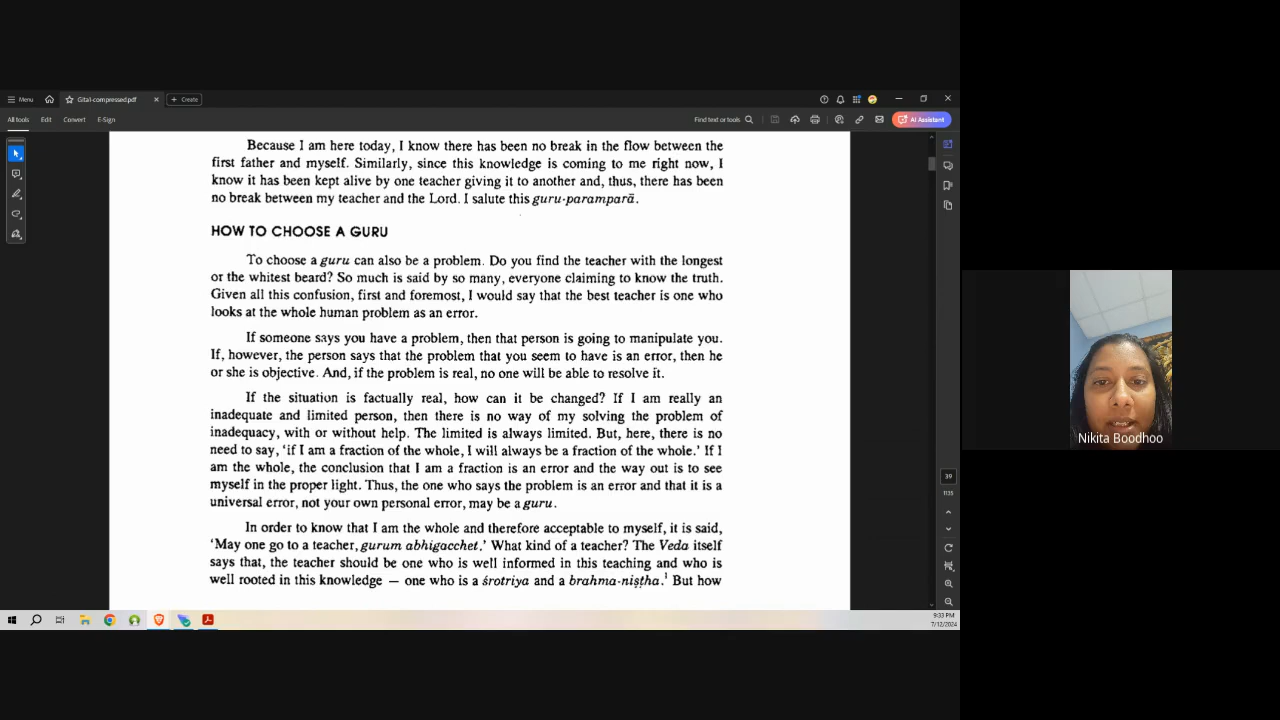 Menu
Gita1-compressed.pdf
Create
All tools
Edit
Convert
E-Sign
Find text or tools
AI Assistant
Because I am here today, I know there has been no break in the flow between the
first father and myself. Similarly, since this knowledge is coming to me right now, I
know it has been kept alive by one teacher giving it to another and, thus, there has been
no break between my teacher and the Lord. I salute this guru-paramparā.
HOW TO CHOOSE A GURU
To choose a guru can also be a problem. Do you find the teacher with the longest
or the whitest beard? So much is said by so many, everyone claiming to know the truth.
Given all this confusion, first and foremost, I would say that the best teacher is one who
looks at the whole human problem as an error.
If someone says you have a problem, then that person is going to manipulate you.
If, however, the person says that the problem that you seem to have is an error, then he
or she is objective. And, if the problem is real, no one will be able to resolve it.
If the situation is factually real, how can it be changed? If I am really an
inadequate and limited person, then there is no way of my solving the problem of
inadequacy, with or without help. The limited is always limited. But, here, there is no
need to say, 'if I am a fraction of the whole, I will always be a fraction of the whole.' If I
am the whole, the conclusion that I am a fraction is an error and the way out is to see
myself in the proper light. Thus, the one who says the problem is an error and that it is a
universal error, not your own personal error, may be a guru.
In order to know that I am the whole and therefore acceptable to myself, it is said,
'May one go to a teacher, gurum abhigacchet.' What kind of a teacher? The Veda itself
says that, the teacher should be one who is well informed in this teaching and who is
well rooted in this knowledge — one who is a śrotriya and a brahma-niṣṭha.1 But how
39
1135
9:33 PM
7/12/2024
Nikita Boodhoo